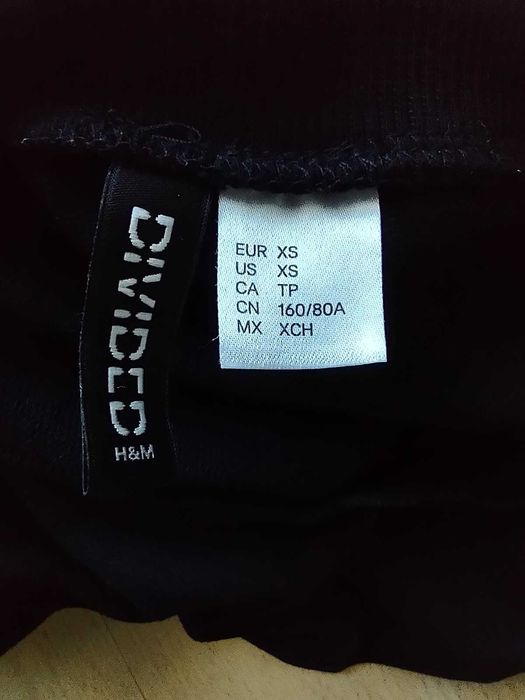 DIVIDED
H&M
EUR XS
US XS
CA TP
CN 160/80A
MX XCH